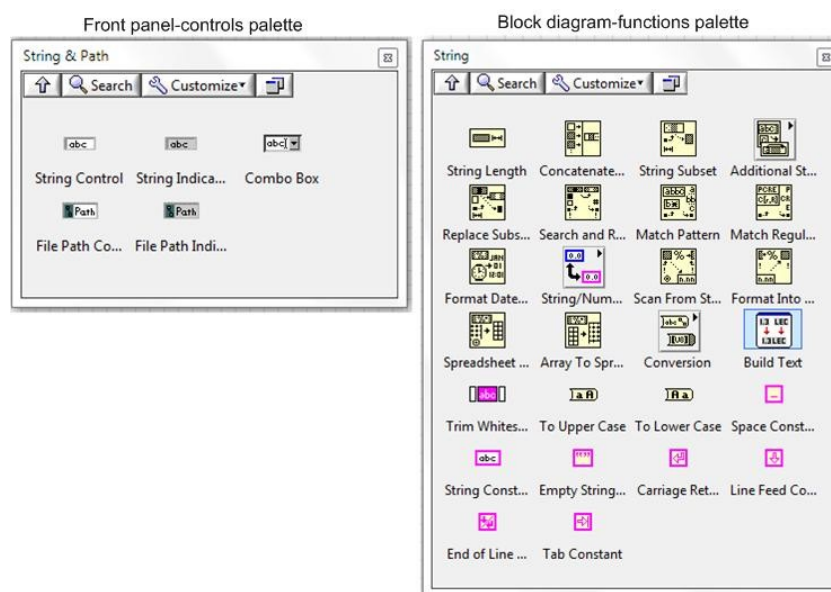 Front panel-controls palette
String & Path
Search Customize
abc abc abc
String Control String Indica... Combo Box
Path Path
File Path Co... File Path Indi...
Block diagram-functions palette
String
Search Customize
String Length Concatenate... String Subset Additional St...
Replace Subs... Search and R... Match Pattern Match Regul...
Format Date... String/Num... Scan From St... Format Into ...
Spreadsheet ... Array To Spr... Conversion Build Text
Trim Whites... To Upper Case To Lower Case Space Const...
abc
String Const... Empty String... Carriage Ret... Line Feed Co...
End of Line ... Tab Constant